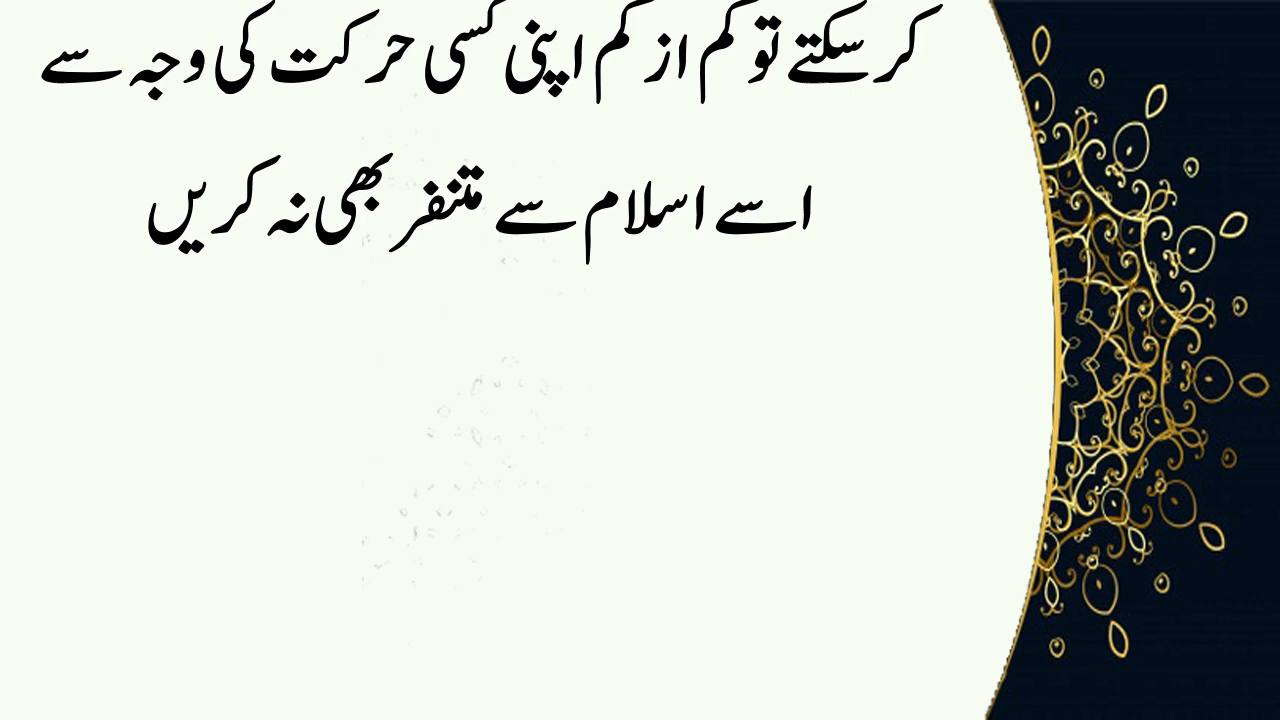 کر سکتے تو کم از کم اپنی کسی حرکت کی وجہ سے
اسے اسلام سے متنفر بھی نہ کریں